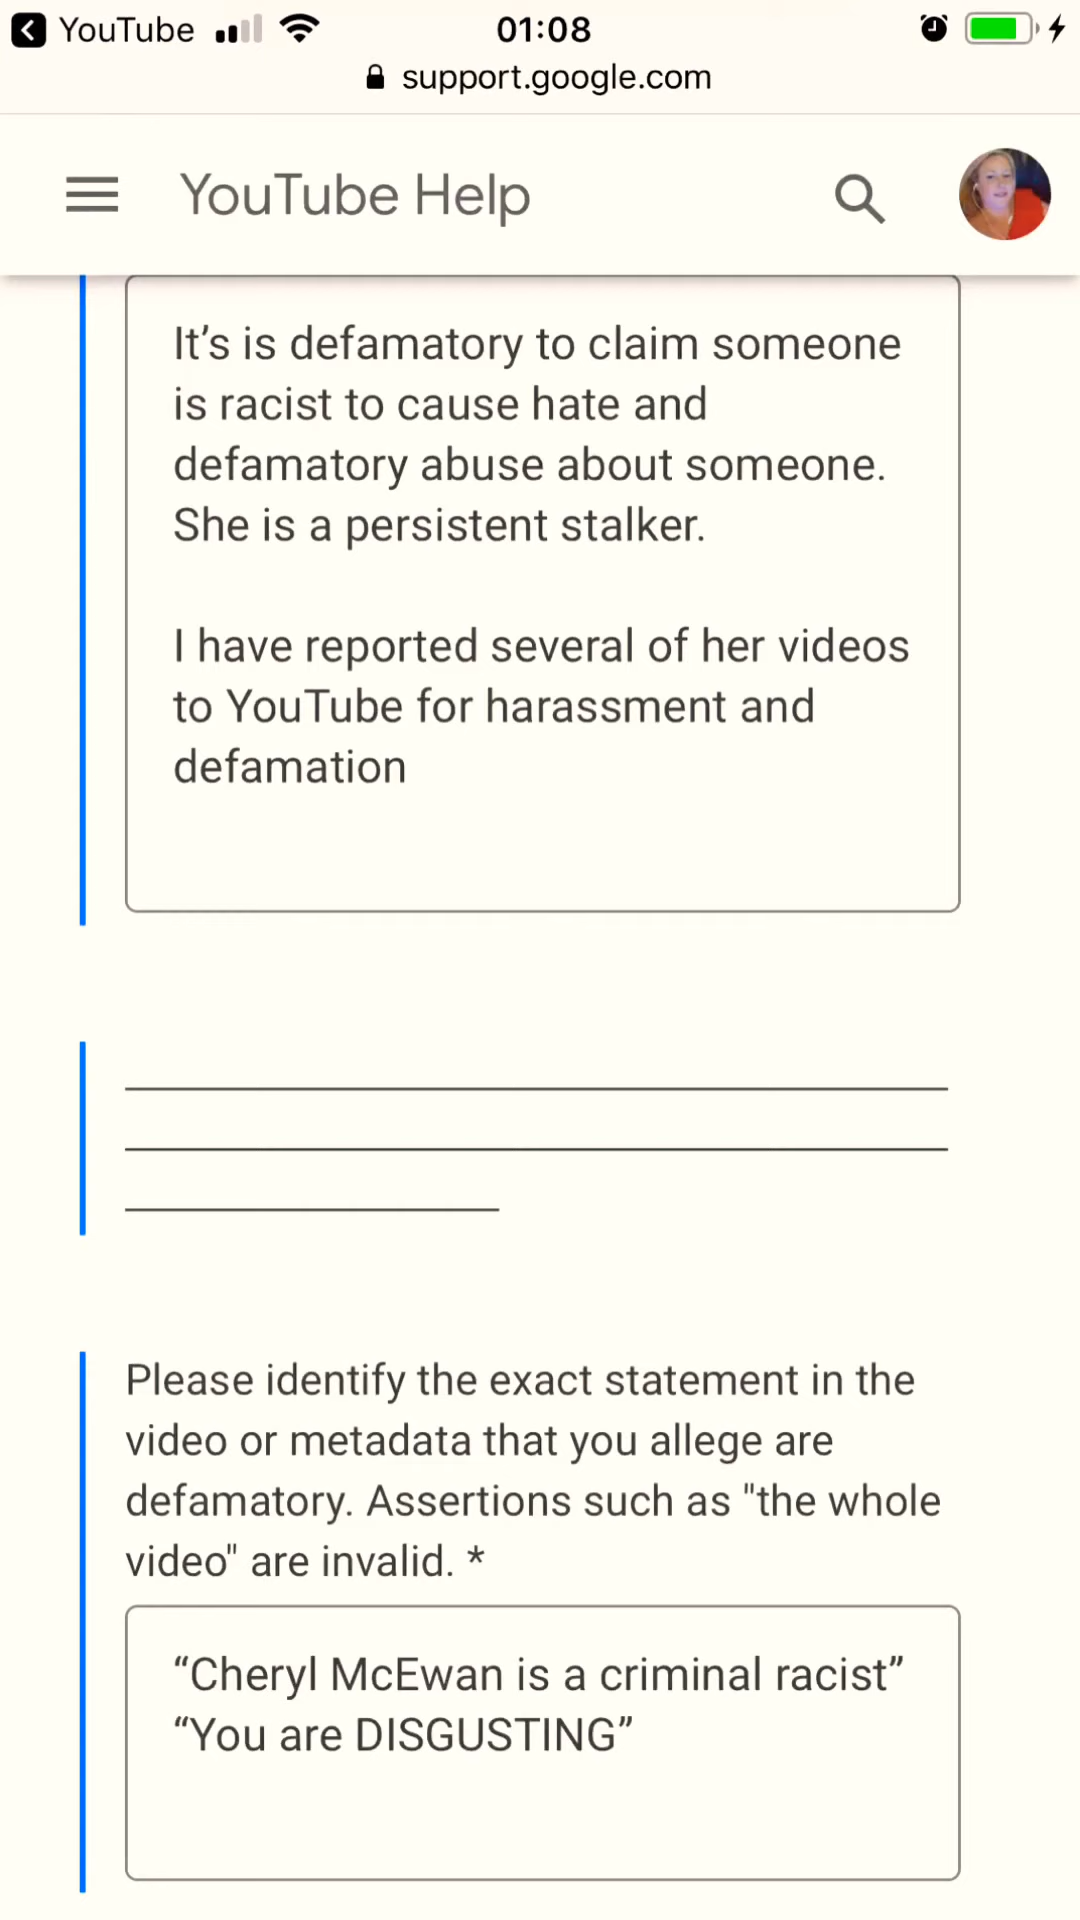 YouTube 01:08
support.google.com
YouTube Help
It’s is defamatory to claim someone
is racist to cause hate and
defamatory abuse about someone.
She is a persistent stalker.
I have reported several of her videos
to YouTube for harassment and
defamation
Please identify the exact statement in the
video or metadata that you allege are
defamatory. Assertions such as "the whole
video" are invalid. *
“Cheryl McEwan is a criminal racist”
“You are DISGUSTING”